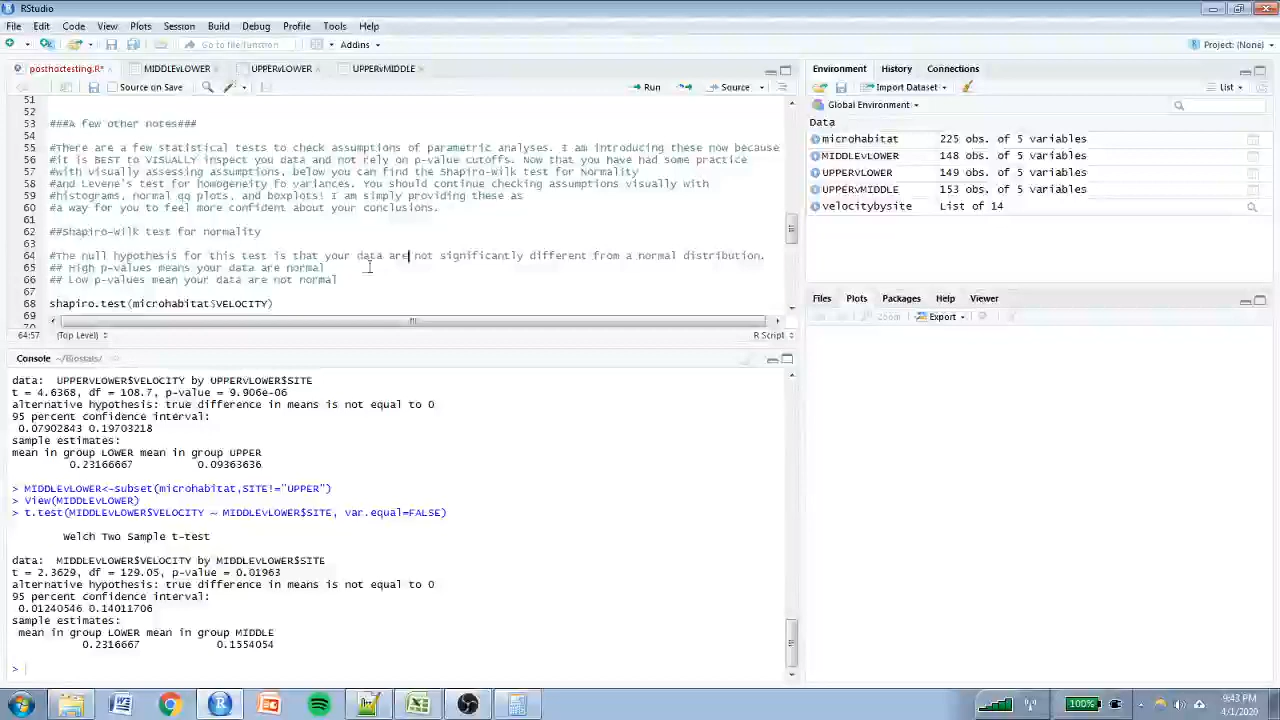 RStudio
File Edit Code View Plots Session Build Debug Profile Tools Help
Go to file/function Addins Project: (None)
posthoctesting.R* MIDDLEvLOWER UPPERvLOWER UPPERvMIDDLE
Source on Save Run Source
51
52
53 ###A few other notes###
54
55 #There are a few statistical tests to check assumptions of parametric analyses. I am introducing these now because
56 #it is BEST to VISUALLY inspect you data and not rely on p-value cutoffs. Now that you have had some practice
57 #with visually assessing assumptions, below you can find the Shapiro-Wilk test for Normality
58 #and Levene's test for homogeneity fo variances. You should continue checking assumptions visually with
59 #histograms, normal qq plots, and boxplots! I am simply providing these as
60 #a way for you to feel more confident about your conclusions.
61
62 ##Shapiro-Wilk test for normality
63
64 #The null hypothesis for this test is that your data are not significantly different from a normal distribution.
65 ## High p-values means your data are normal
66 ## Low p-values mean your data are not normal
67
68 shapiro.test(microhabitat$VELOCITY)
69
70
64:57 (Top Level) R Script
Console ~/Biostats/
data: UPPERvLOWER$VELOCITY by UPPERvLOWER$SITE
t = 4.6368, df = 108.7, p-value = 9.906e-06
alternative hypothesis: true difference in means is not equal to 0
95 percent confidence interval:
0.07902843 0.19703218
sample estimates:
mean in group LOWER mean in group UPPER
0.23166667 0.09363636
> MIDDLEvLOWER<-subset(microhabitat,SITE!="UPPER")
> View(MIDDLEvLOWER)
> t.test(MIDDLEvLOWER$VELOCITY ~ MIDDLEvLOWER$SITE, var.equal=FALSE)
Welch Two Sample t-test
data: MIDDLEvLOWER$VELOCITY by MIDDLEvLOWER$SITE
t = 2.3629, df = 129.05, p-value = 0.01963
alternative hypothesis: true difference in means is not equal to 0
95 percent confidence interval:
0.01240546 0.14011706
sample estimates:
mean in group LOWER mean in group MIDDLE
0.2316667 0.1554054
>
Environment History Connections
Import Dataset List
Global Environment
Data
microhabitat 225 obs. of 5 variables
MIDDLEvLOWER 148 obs. of 5 variables
UPPERvLOWER 149 obs. of 5 variables
UPPERvMIDDLE 153 obs. of 5 variables
velocitybysite List of 14
Files Plots Packages Help Viewer
Zoom Export
100% 9:43 PM
4/1/2020